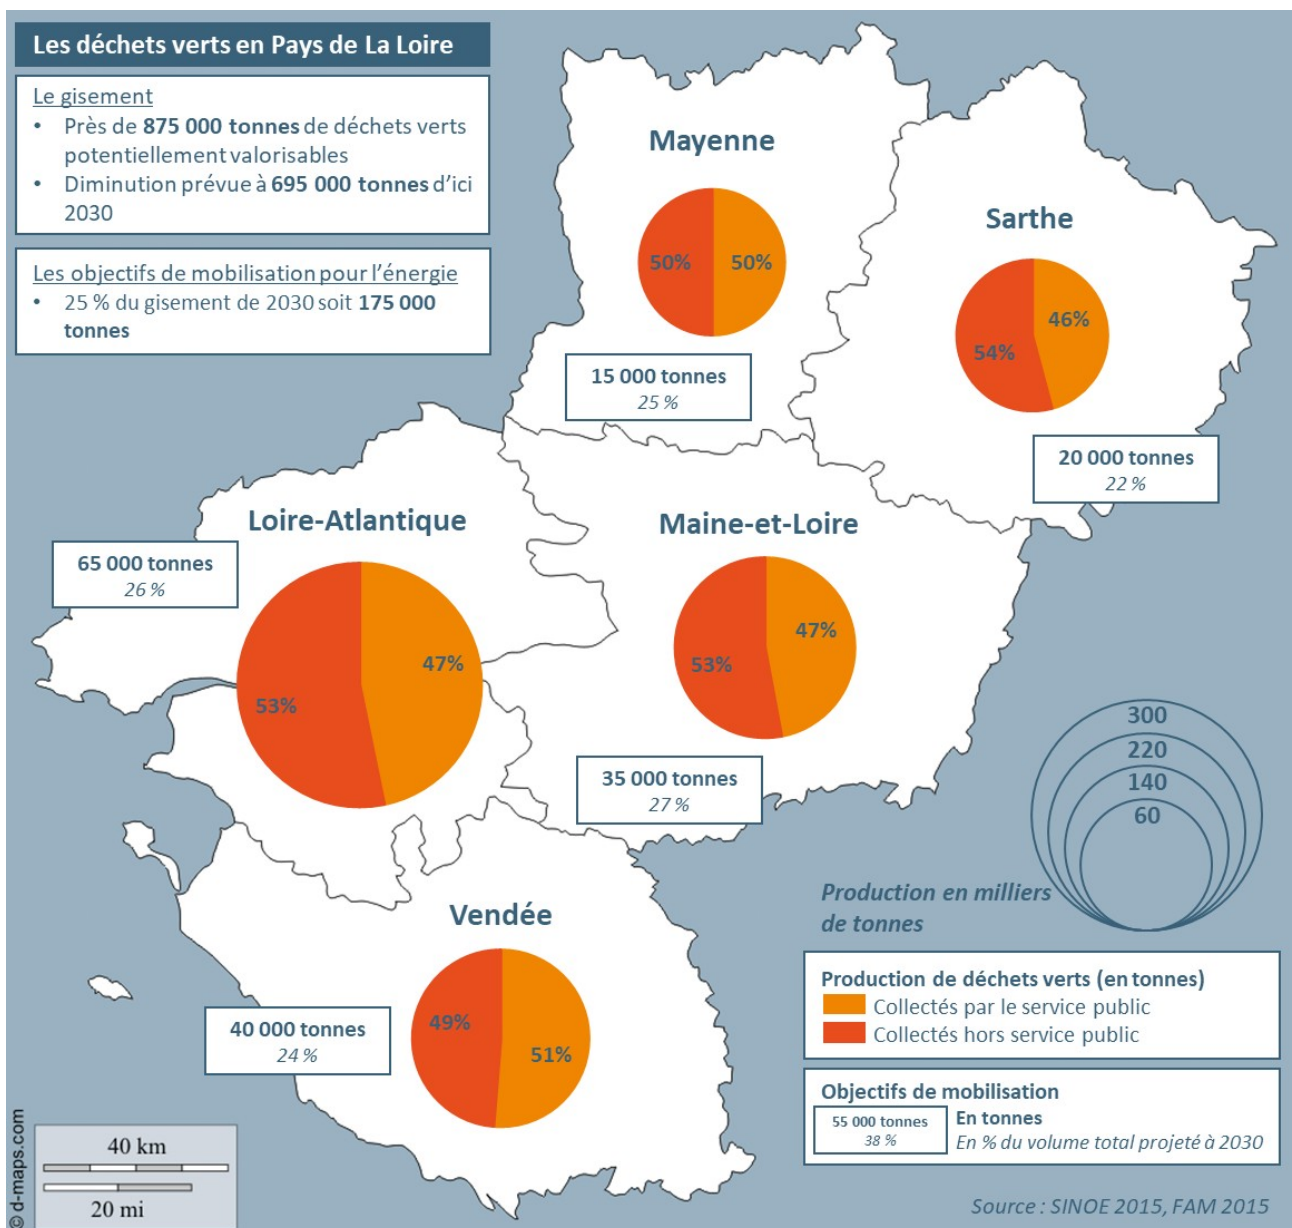 Les déchets verts en Pays de La Loire
Le gisement
• Près de 875 000 tonnes de déchets verts
potentiellement valorisables
• Diminution prévue à 695 000 tonnes d'ici
2030
Les objectifs de mobilisation pour l'énergie
• 25 % du gisement de 2030 soit 175 000
tonnes
Mayenne
50%
50%
15 000 tonnes
25 %
Sarthe
46%
54%
20 000 tonnes
22 %
Loire-Atlantique
65 000 tonnes
26 %
47%
53%
Maine-et-Loire
47%
53%
35 000 tonnes
27 %
Vendée
49%
51%
40 000 tonnes
24 %
300
220
140
60
Production en milliers
de tonnes
Production de déchets verts (en tonnes)
Collectés par le service public
Collectés hors service public
Objectifs de mobilisation
55 000 tonnes
38 %
En tonnes
En % du volume total projeté à 2030
Source : SINOE 2015, FAM 2015
40 km
20 mi
© d-maps.com